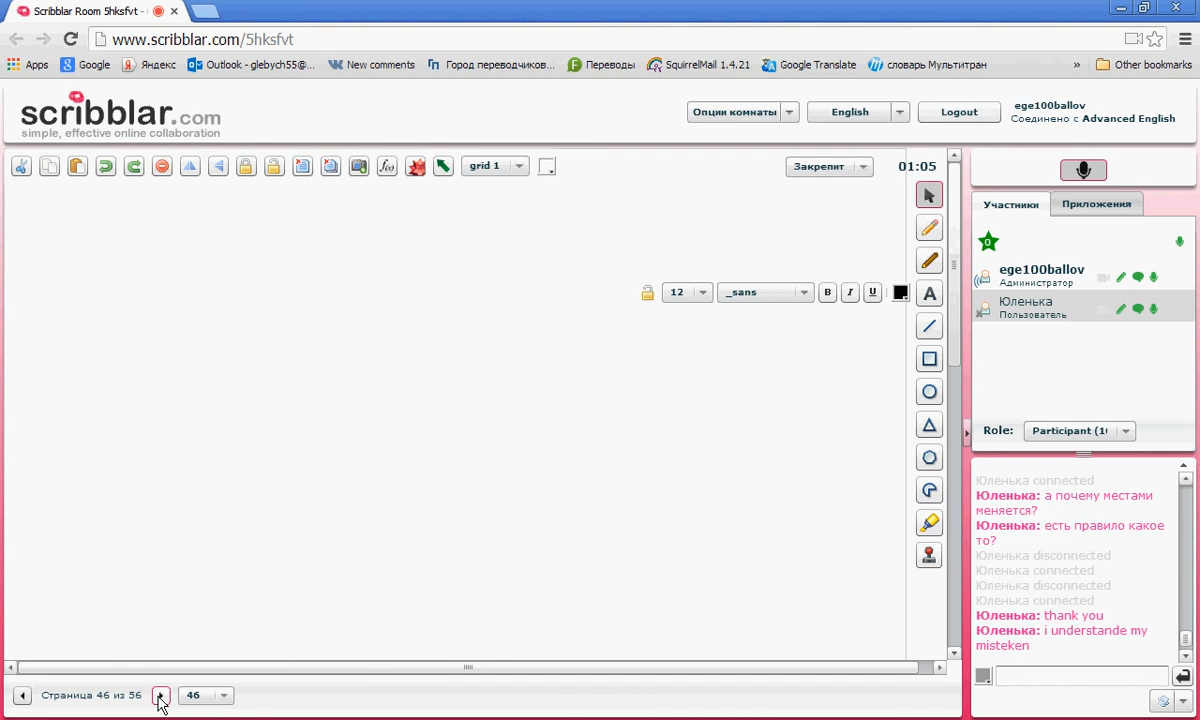 Scribblar Room 5hksfvt -
www.scribblar.com/5hksfvt
Apps Google Яндекс Outlook - glebych55@... New comments Город переводчиков... Переводы SquirrelMail 1.4.21 Google Translate словарь Мультитран » Other bookmarks
scribblar.com
simple, effective online collaboration
Опции комнаты English Logout
ege100ballov
Соединено с Advanced English
f(x) grid 1 Закрепит 01:05
Участники Приложения
0
ege100ballov
Администратор
12 _sans B I U A
Юленька
Пользователь
Role: Participant (1
Юленька connected
Юленька: а почему местами
меняется?
Юленька: есть правило какое
то?
Юленька disconnected
Юленька connected
Юленька disconnected
Юленька connected
Юленька: thank you
Юленька: i understande my
misteken
Страница 46 из 56 46